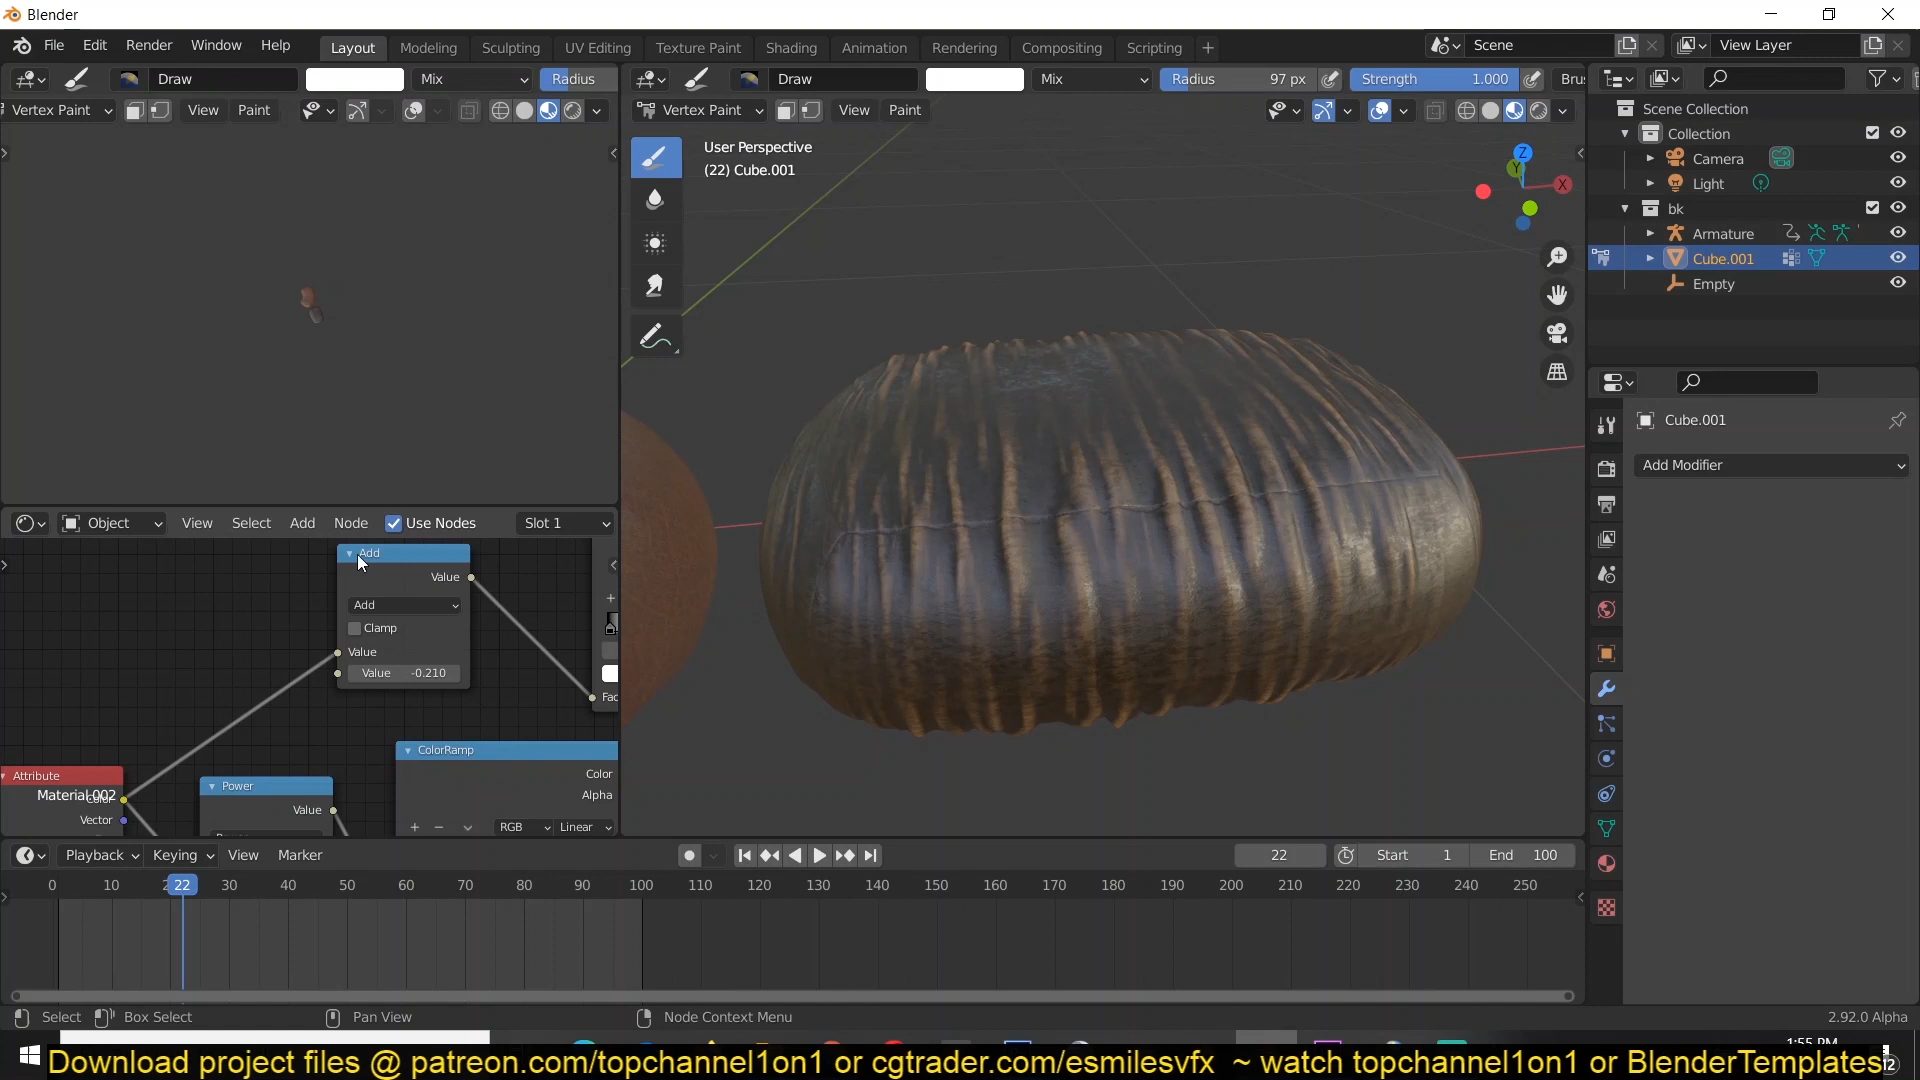 Blender
File Edit Render Window Help Layout Modeling Sculpting UV Editing Texture Paint Shading Animation Rendering Compositing Scripting + Scene View Layer
Draw Mix Radius Draw Mix Radius 97 px Strength 1.000 Bru
Vertex Paint View Paint Vertex Paint View Paint
Scene Collection
Collection
Camera
Light
bk
Armature
Cube.001
Empty
User Perspective
(22) Cube.001
Z
Y
X
Cube.001
Add Modifier
Object View Select Add Node Use Nodes Slot 1
Add
Value
Add
Clamp
Value
Value -0.210
Fac
ColorRamp
Color
Alpha
RGB Linear
Attribute
Material.002
Color
Vector
Power
Value
Playback Keying View Marker 22 Start 1 End 100
0 10 2 22 30 40 50 60 70 80 90 100 110 120 130 140 150 160 170 180 190 200 210 220 230 240 250
Select Box Select Pan View Node Context Menu 2.92.0 Alpha
1:55 PM
Download project files @ patreon.com/topchannel1on1 or cgtrader.com/esmilesvfx ~ watch topchannel1on1 or BlenderTemplates
12